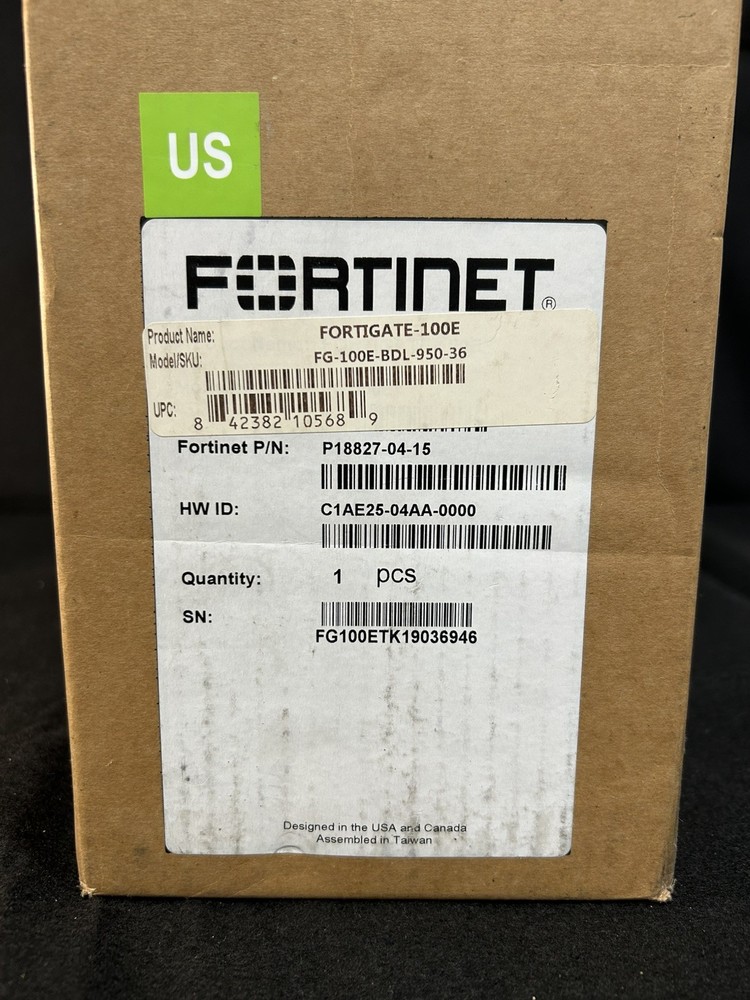 US
FORTINET®
Product Name: FORTIGATE-100E
Model/SKU: FG-100E-BDL-950-36
UPC: 8 42382 10568 9
Fortinet P/N: P18827-04-15
HW ID: C1AE25-04AA-0000
Quantity: 1 pcs
SN:
FG100ETK19036946
Designed in the USA and Canada
Assembled in Taiwan